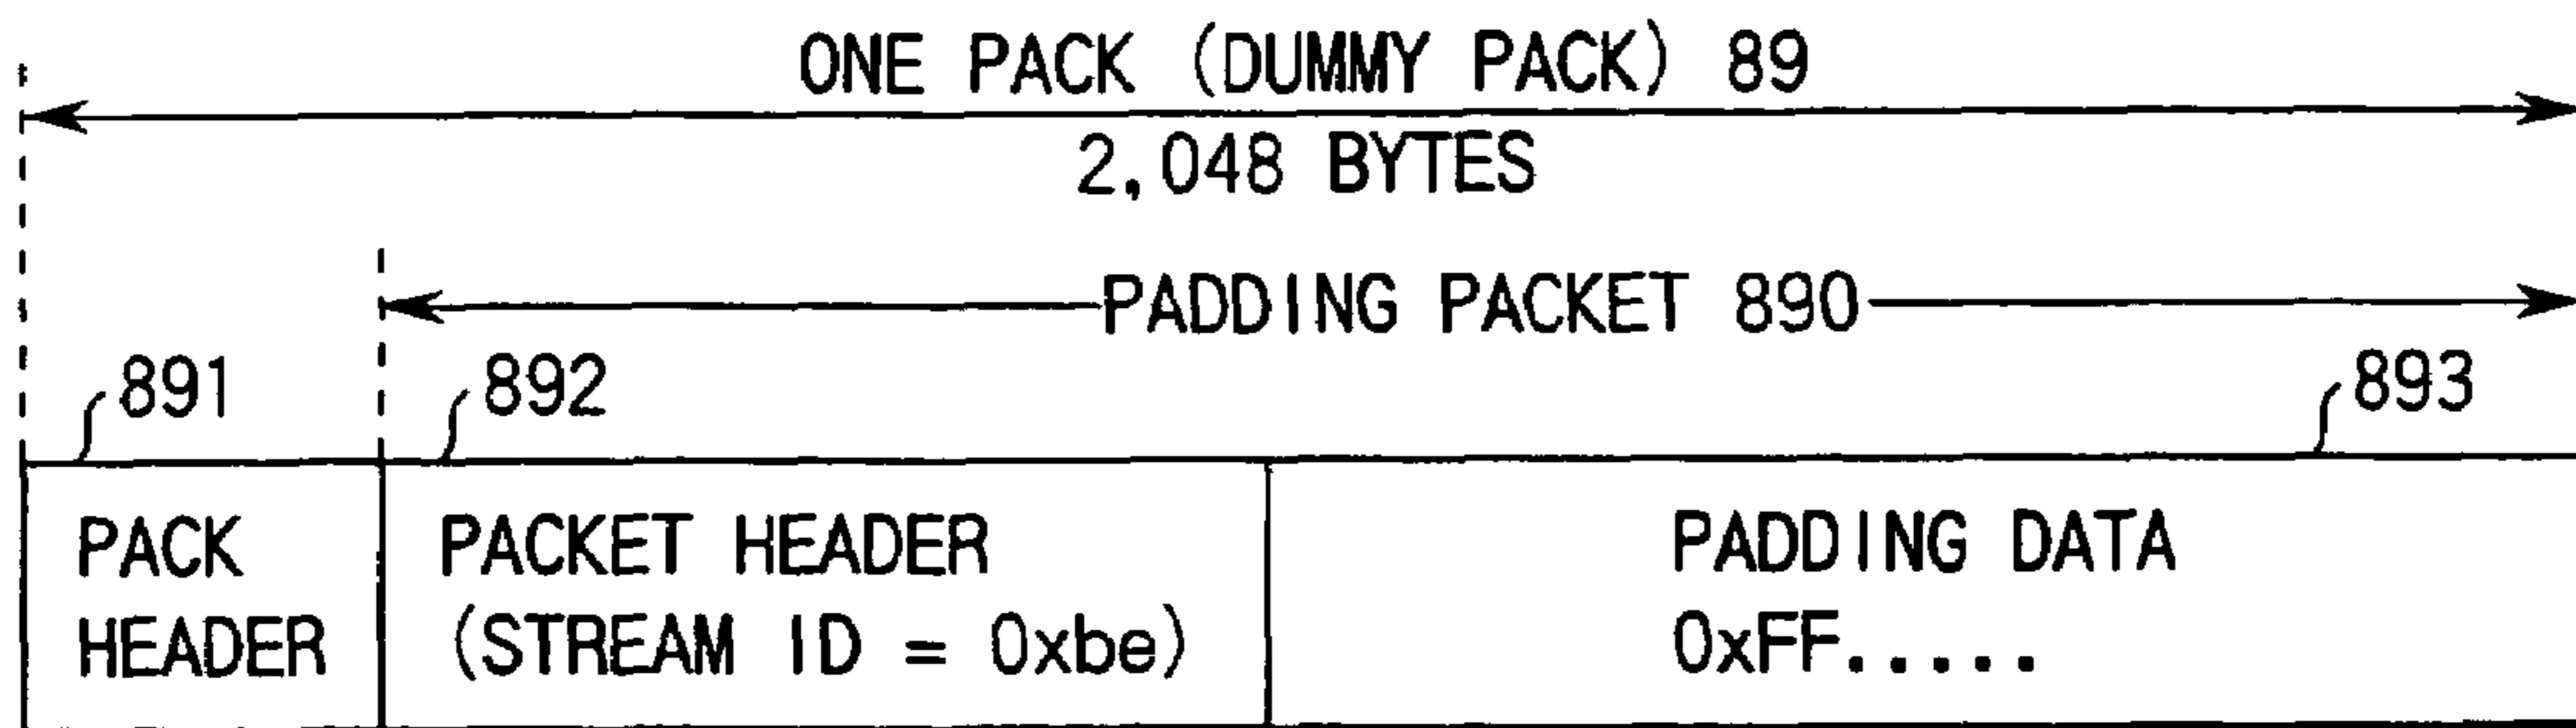 ONE PACK (DUMMY PACK) 89
2,048 BYTES
PADDING PACKET 890
891
892
893
PACK
HEADER
PACKET HEADER
(STREAM ID = 0xbe)
PADDING DATA
0xFF.....